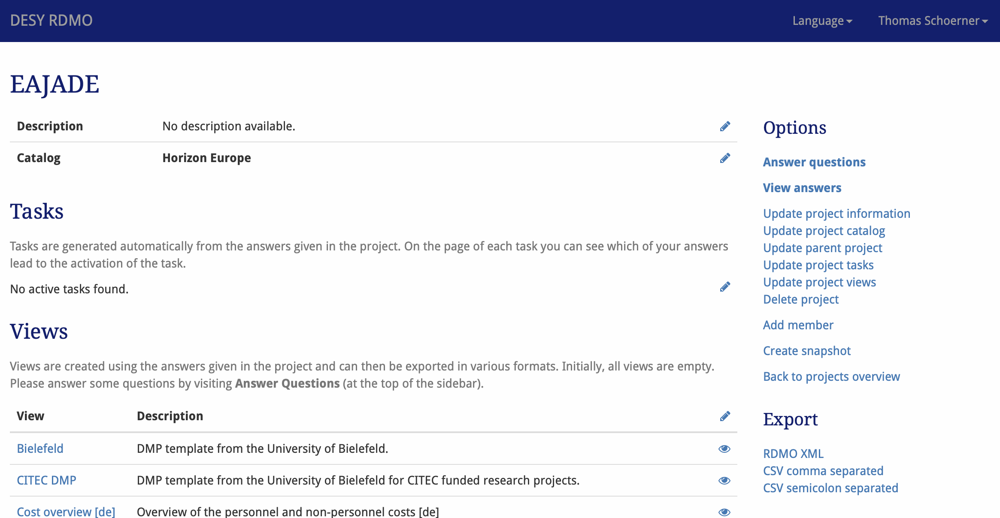 DESY RDMO
Language
Thomas Schoerner
EAJADE
Description No description available.
Catalog Horizon Europe
Tasks
Tasks are generated automatically from the answers given in the project. On the page of each task you can see which of your answers
lead to the activation of the task.
No active tasks found.
Views
Views are created using the answers given in the project and can then be exported in various formats. Initially, all views are empty.
Please answer some questions by visiting Answer Questions (at the top of the sidebar).
View Description
Bielefeld DMP template from the University of Bielefeld.
CITEC DMP DMP template from the University of Bielefeld for CITEC funded research projects.
Cost overview [de] Overview of the personnel and non-personnel costs [de]
Options
Answer questions
View answers
Update project information
Update project catalog
Update parent project
Update project tasks
Update project views
Delete project
Add member
Create snapshot
Back to projects overview
Export
RDMO XML
CSV comma separated
CSV semicolon separated